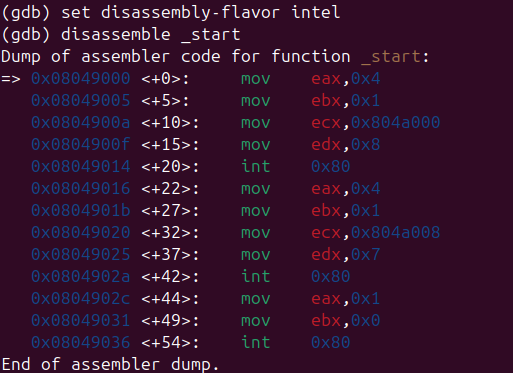 (gdb) set disassembly-flavor intel
(gdb) disassemble _start
Dump of assembler code for function _start:
=> 0x08049000 <+0>:     mov    eax,0x4
   0x08049005 <+5>:     mov    ebx,0x1
   0x0804900a <+10>:    mov    ecx,0x804a000
   0x0804900f <+15>:    mov    edx,0x8
   0x08049014 <+20>:    int    0x80
   0x08049016 <+22>:    mov    eax,0x4
   0x0804901b <+27>:    mov    ebx,0x1
   0x08049020 <+32>:    mov    ecx,0x804a008
   0x08049025 <+37>:    mov    edx,0x7
   0x0804902a <+42>:    int    0x80
   0x0804902c <+44>:    mov    eax,0x1
   0x08049031 <+49>:    mov    ebx,0x0
   0x08049036 <+54>:    int    0x80
End of assembler dump.